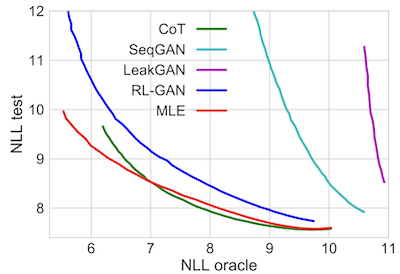 12
11
10
9
8
NLL test
CoT
SeqGAN
LeakGAN
RL-GAN
MLE
6 7 8 9 10 11
NLL oracle